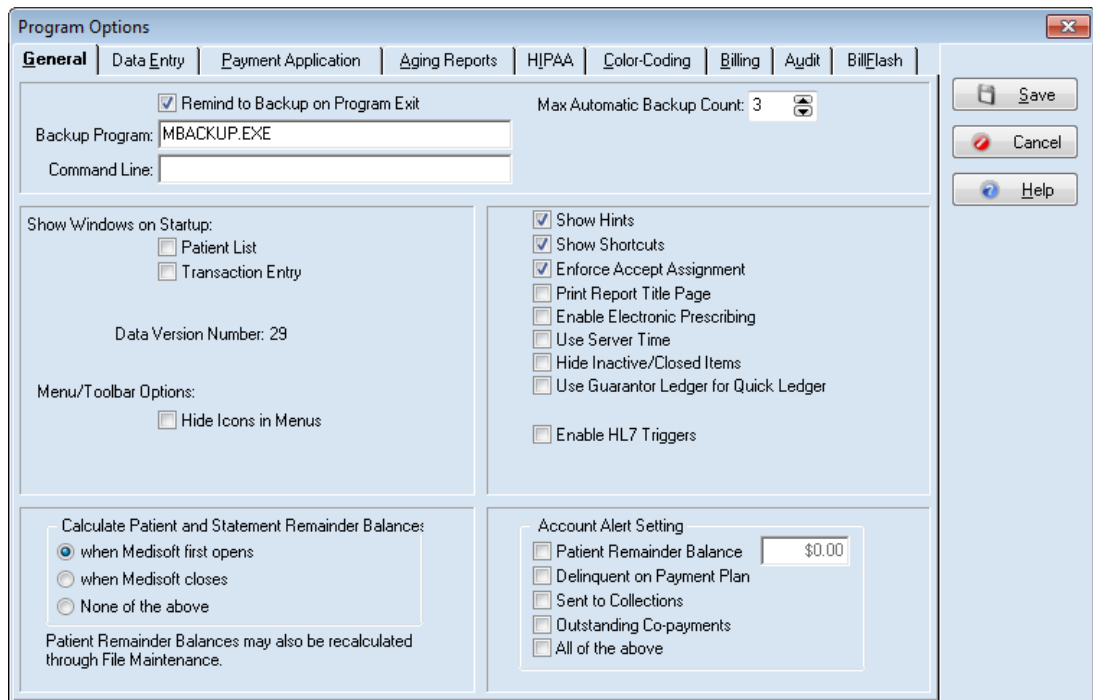 Program Options
General
Data Entry
Payment Application
Aging Reports
HIPAA
Color-Coding
Billing
Audit
BillFlash
Remind to Backup on Program Exit
Max Automatic Backup Count: 3
Backup Program: MBACKUP.EXE
Command Line:
Save
Cancel
Help
Show Windows on Startup:
Patient List
Transaction Entry
Data Version Number: 29
Menu/Toolbar Options:
Hide Icons in Menus
Show Hints
Show Shortcuts
Enforce Accept Assignment
Print Report Title Page
Enable Electronic Prescribing
Use Server Time
Hide Inactive/Closed Items
Use Guarantor Ledger for Quick Ledger
Enable HL7 Triggers
Calculate Patient and Statement Remainder Balances
when Medisoft first opens
when Medisoft closes
None of the above
Patient Remainder Balances may also be recalculated
through File Maintenance.
Account Alert Setting
Patient Remainder Balance $0.00
Delinquent on Payment Plan
Sent to Collections
Outstanding Co-payments
All of the above